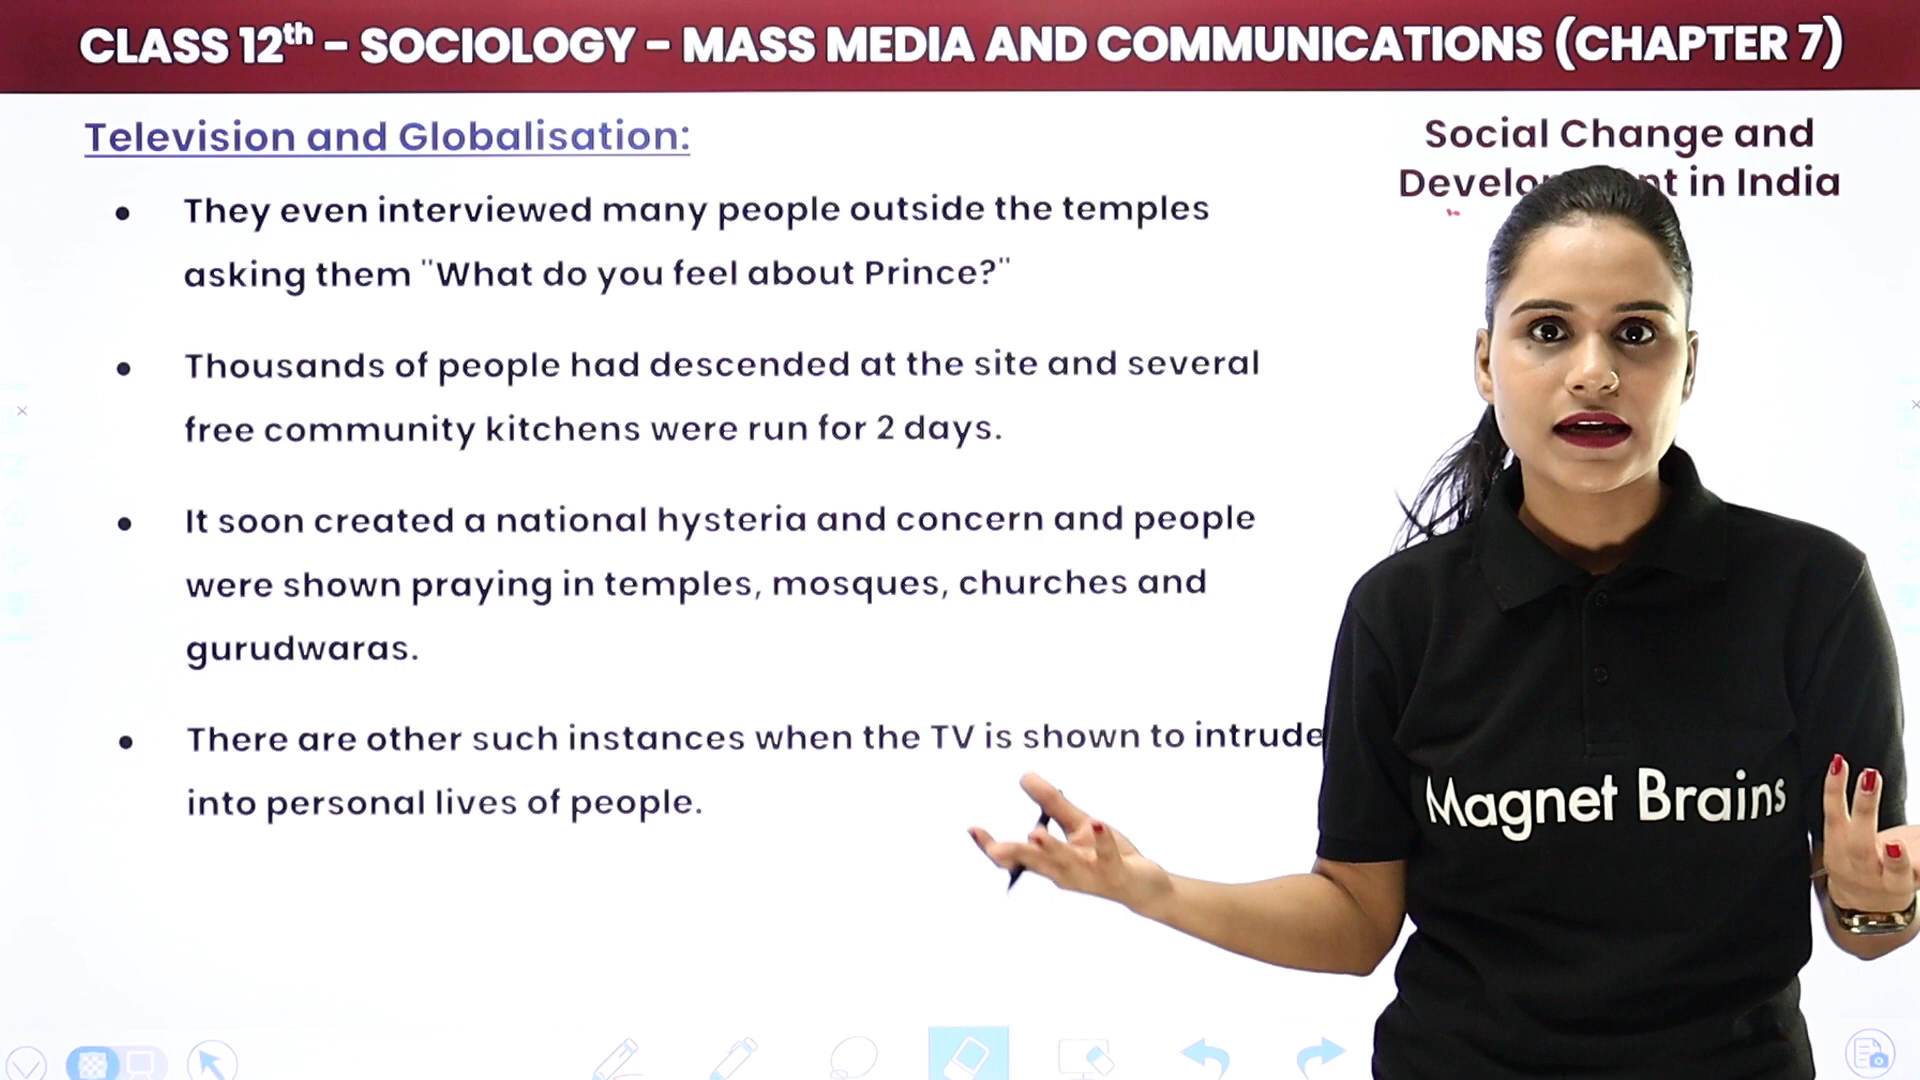 CLASS 12th - SOCIOLOGY - MASS MEDIA AND COMMUNICATIONS (CHAPTER 7)
Television and Globalisation:
Social Change and
in India
• They even interviewed many people outside the temples
asking them "What do you feel about Prince?"
• Thousands of people had descended at the site and several
free community kitchens were run for 2 days.
• It soon created a national hysteria and concern and people
were shown praying in temples, mosques, churches and
gurudwaras.
• There are other such instances when the TV is shown to intrude
into personal lives of people.
Magnet Brains